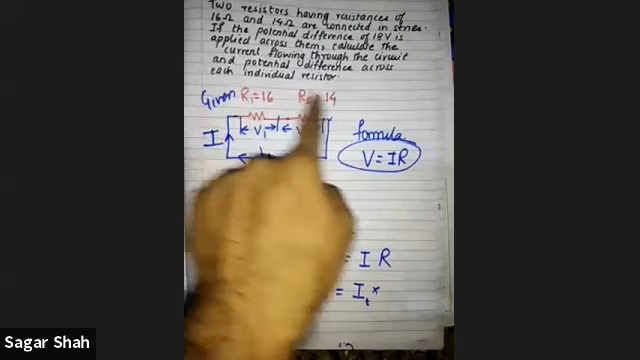 Two resistors having resistances of
16Ω and 14Ω are connected in series.
If the potential difference of 18V is
applied across them, calculate the
current flowing through the circuit
and potential difference across
each individual resistor.
Given R₁=16 R₂ 14
V₁ V
I
formula
V = IR
= I R
= Iₜ ×
Sagar Shah